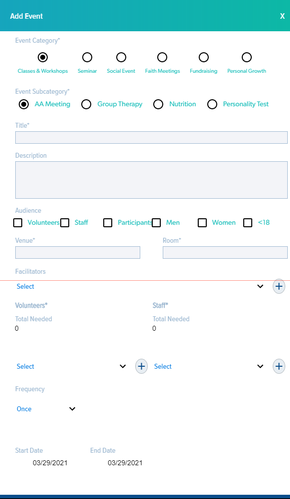 Add Event X
Event Category*
Classes & Workshops Seminar Social Event Faith Meetings Fundraising Personal Growth
Event Subcategory*
AA Meeting Group Therapy Nutrition Personality Test
Title*
Description
Audience
Volunteers Staff Participants Men Women <18
Venue* Room*
Facilitators
Select
Volunteers* Staff*
Total Needed Total Needed
0 0
Select Select
Frequency
Once
Start Date End Date
03/29/2021 03/29/2021